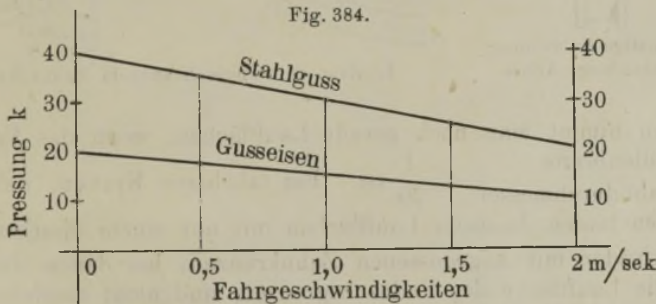 Fig. 384.
Pressung k
40
30
20
10
Stahlguss
Gusseisen
40
30
20
10
0
0,5
1,0
1,5
2 m/sek
Fahrgeschwindigkeiten